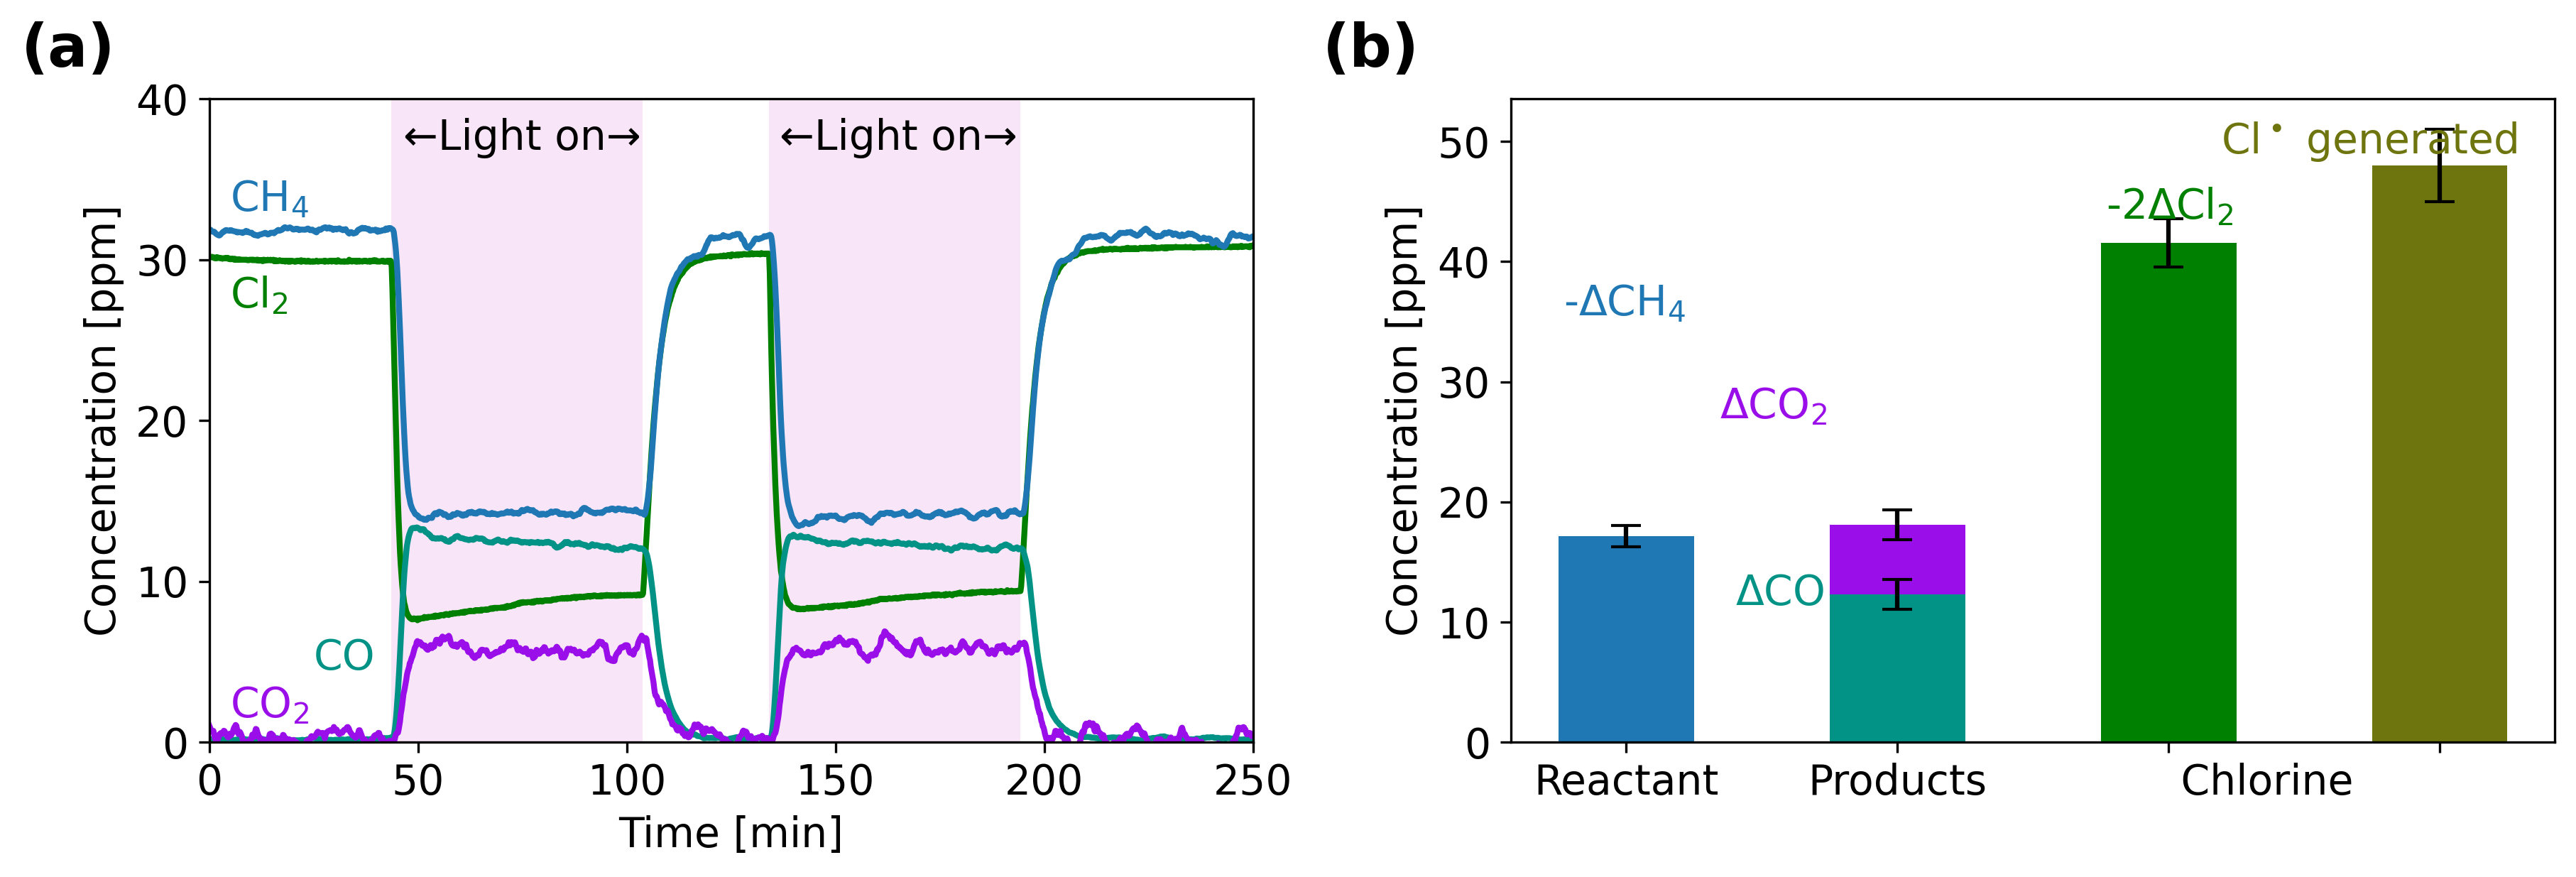 (a)
Concentration [ppm]
40
30
20
10
0
←Light on→
←Light on→
CH₄
Cl₂
CO
CO₂
0
50
100
150
200
250
Time [min]
(b)
Concentration [ppm]
50
40
30
20
10
0
Cl• generated
-2ΔCl₂
-ΔCH₄
ΔCO₂
ΔCO
Reactant
Products
Chlorine